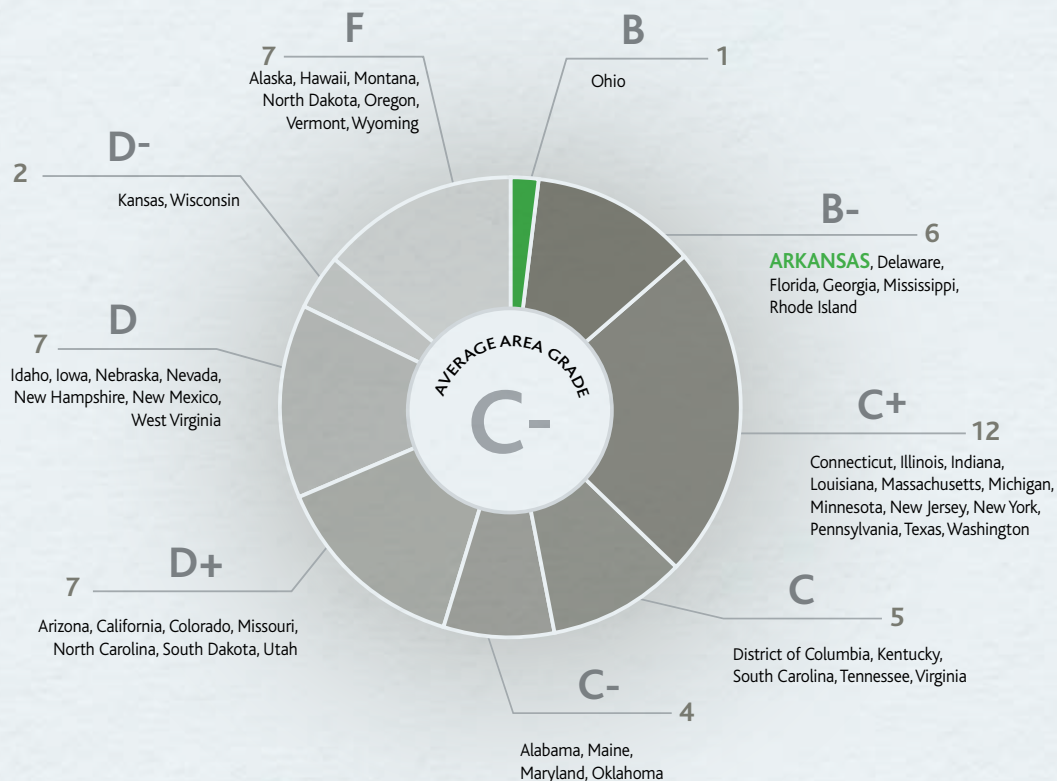 F
7
Alaska, Hawaii, Montana,
North Dakota, Oregon,
Vermont, Wyoming
B
1
Ohio
D-
2
Kansas, Wisconsin
B-
6
ARKANSAS, Delaware,
Florida, Georgia, Mississippi,
Rhode Island
D
7
Idaho, Iowa, Nebraska, Nevada,
New Hampshire, New Mexico,
West Virginia
AVERAGE AREA GRADE
C-
C+
12
Connecticut, Illinois, Indiana,
Louisiana, Massachusetts, Michigan,
Minnesota, New Jersey, New York,
Pennsylvania, Texas, Washington
D+
7
Arizona, California, Colorado, Missouri,
North Carolina, South Dakota, Utah
C
5
District of Columbia, Kentucky,
South Carolina, Tennessee, Virginia
C-
4
Alabama, Maine,
Maryland, Oklahoma